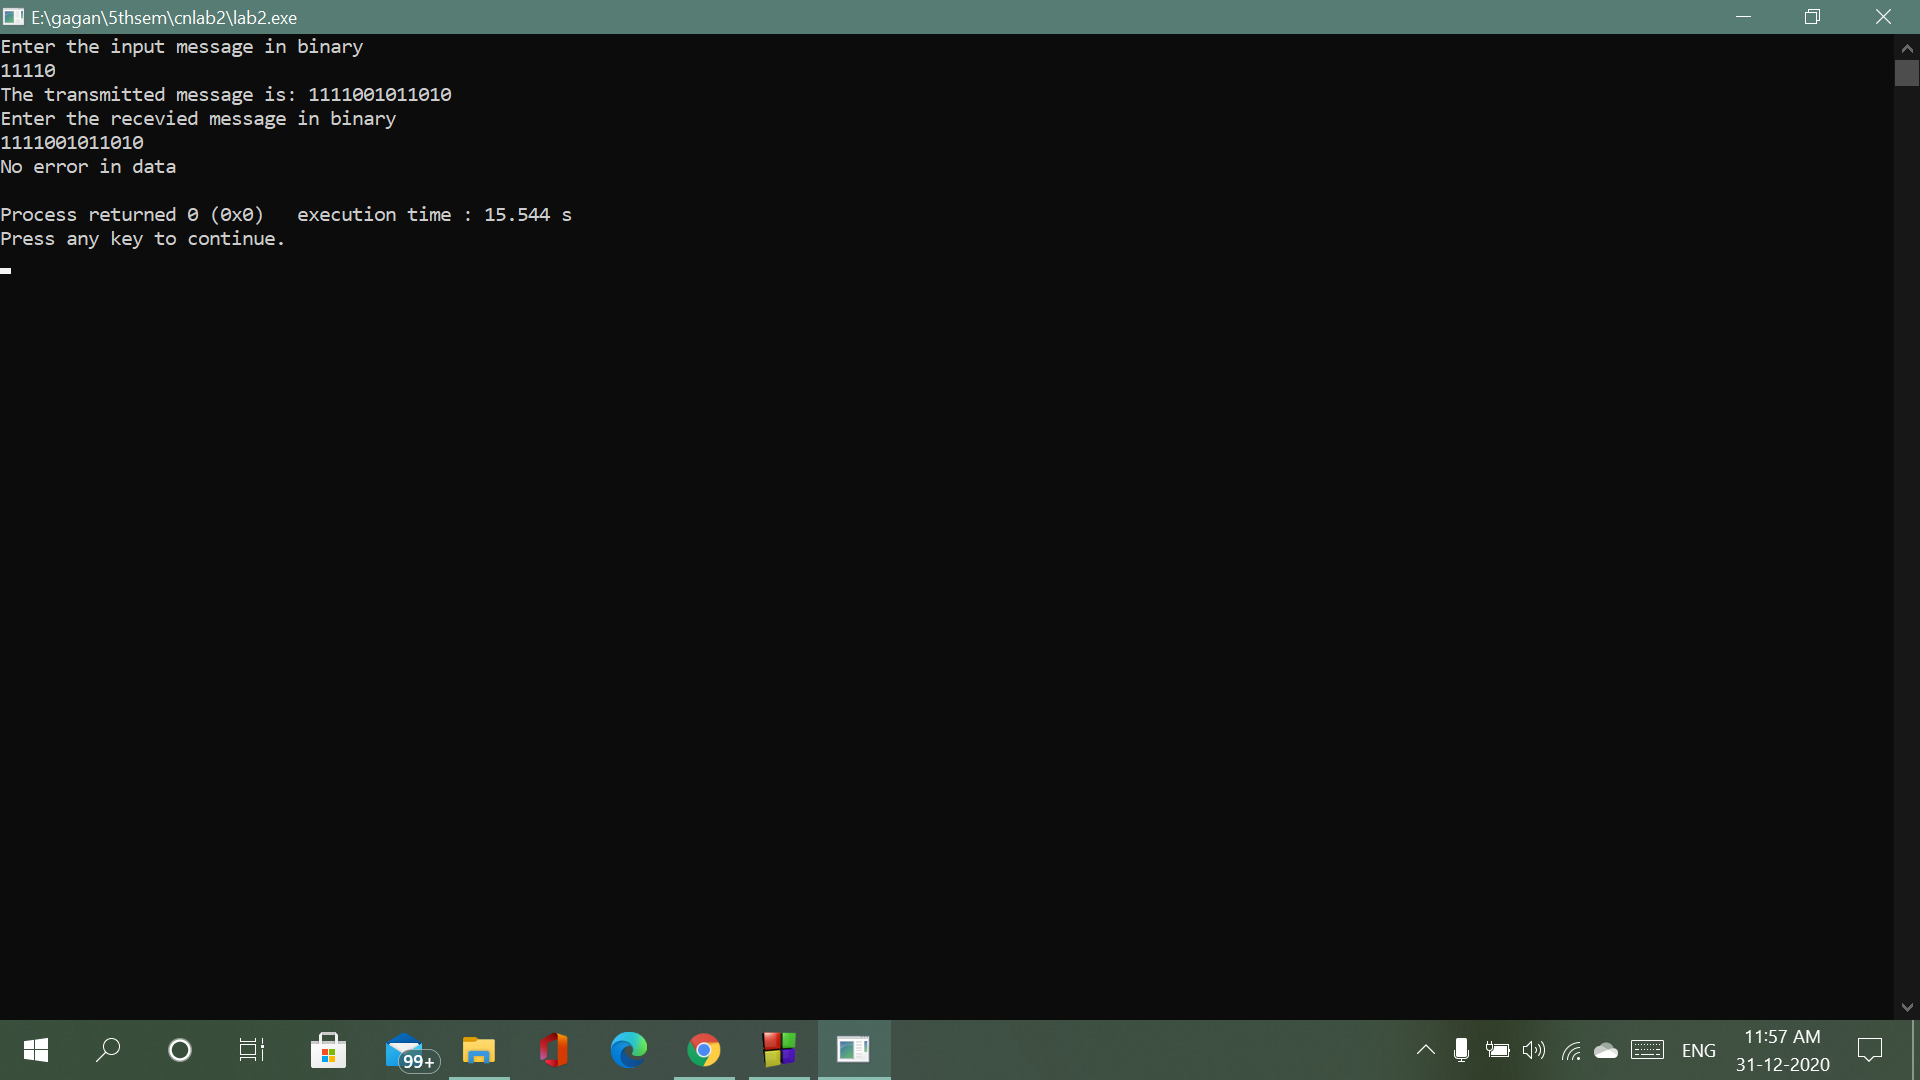 E:\gagan\5thsem\cnlab2\lab2.exe
Enter the input message in binary
11110
The transmitted message is: 1111001011010
Enter the recevied message in binary
1111001011010
No error in data
Process returned 0 (0x0)   execution time : 15.544 s
Press any key to continue.
99+
ENG
11:57 AM
31-12-2020